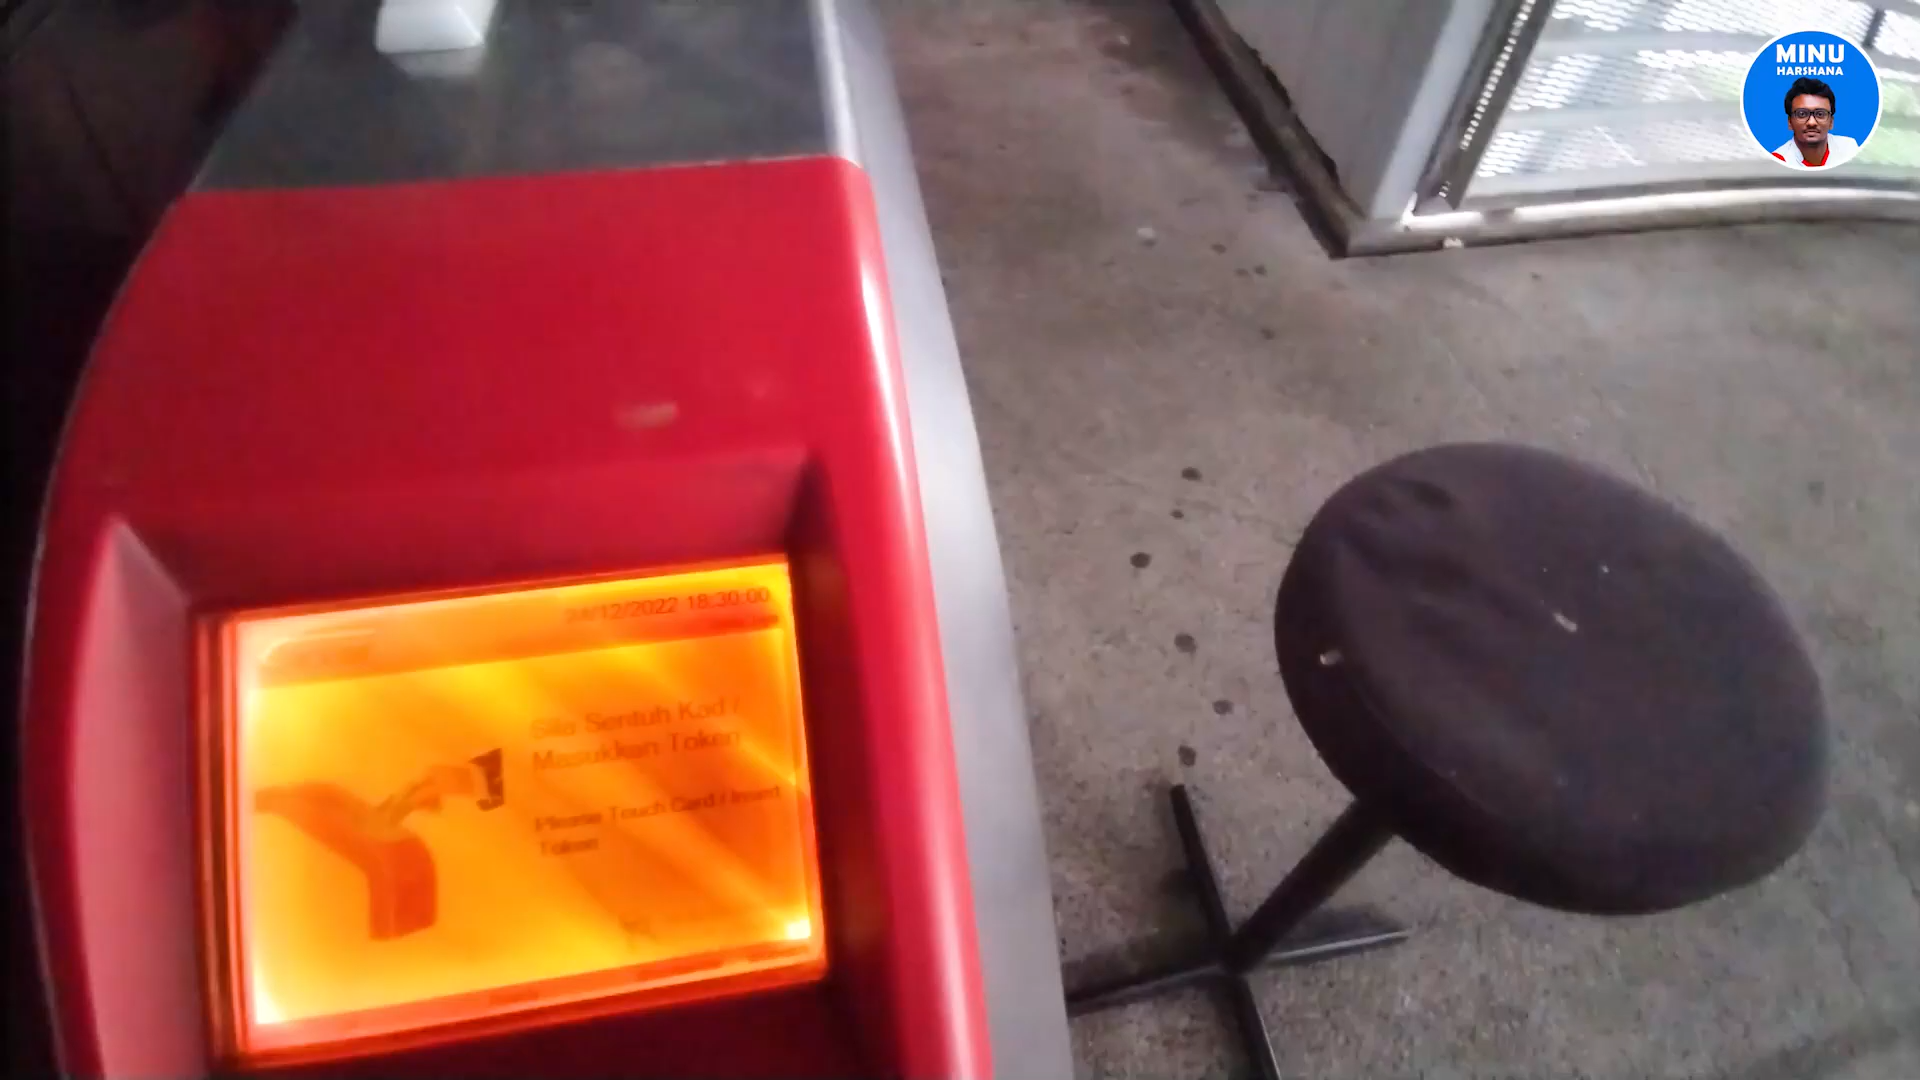 MINU
HARSHANA
24/12/2022 18:30:00
Sila Sentuh Kad /
Masukkan Token
Please Touch Card / Insert
Token